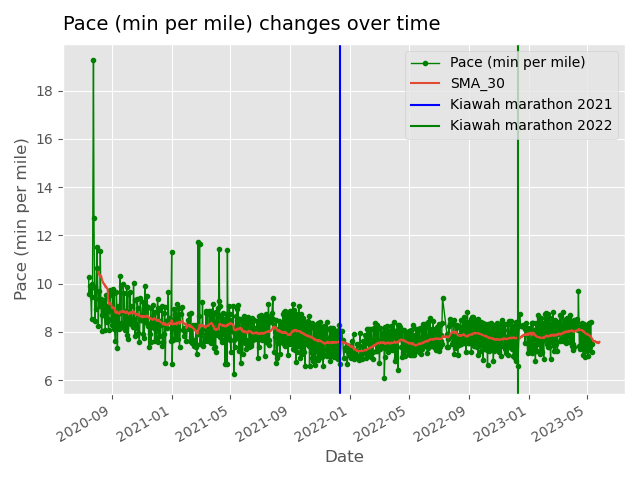 Pace (min per mile) changes over time
Pace (min per mile)
SMA_30
Kiawah marathon 2021
Kiawah marathon 2022
Pace (min per mile)
18
16
14
12
10
8
6
2020-09
2021-01
2021-05
2021-09
2022-01
2022-05
2022-09
2023-01
2023-05
Date